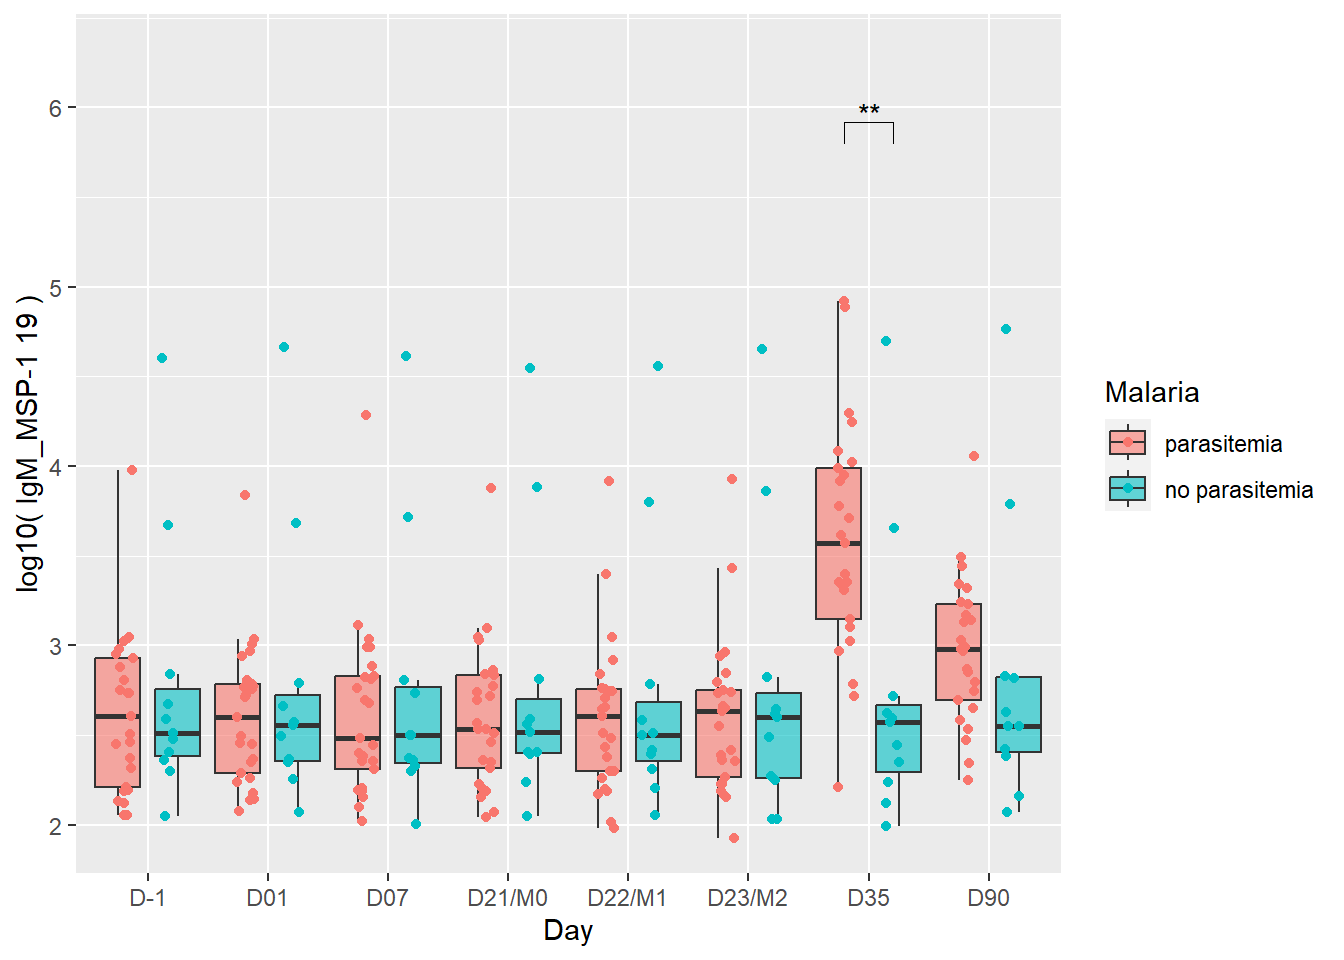 log10( IgM_MSP-1 19 )
6
5
4
3
2
**
D-1 D01 D07 D21/M0 D22/M1 D23/M2 D35 D90
Day
Malaria
parasitemia
no parasitemia